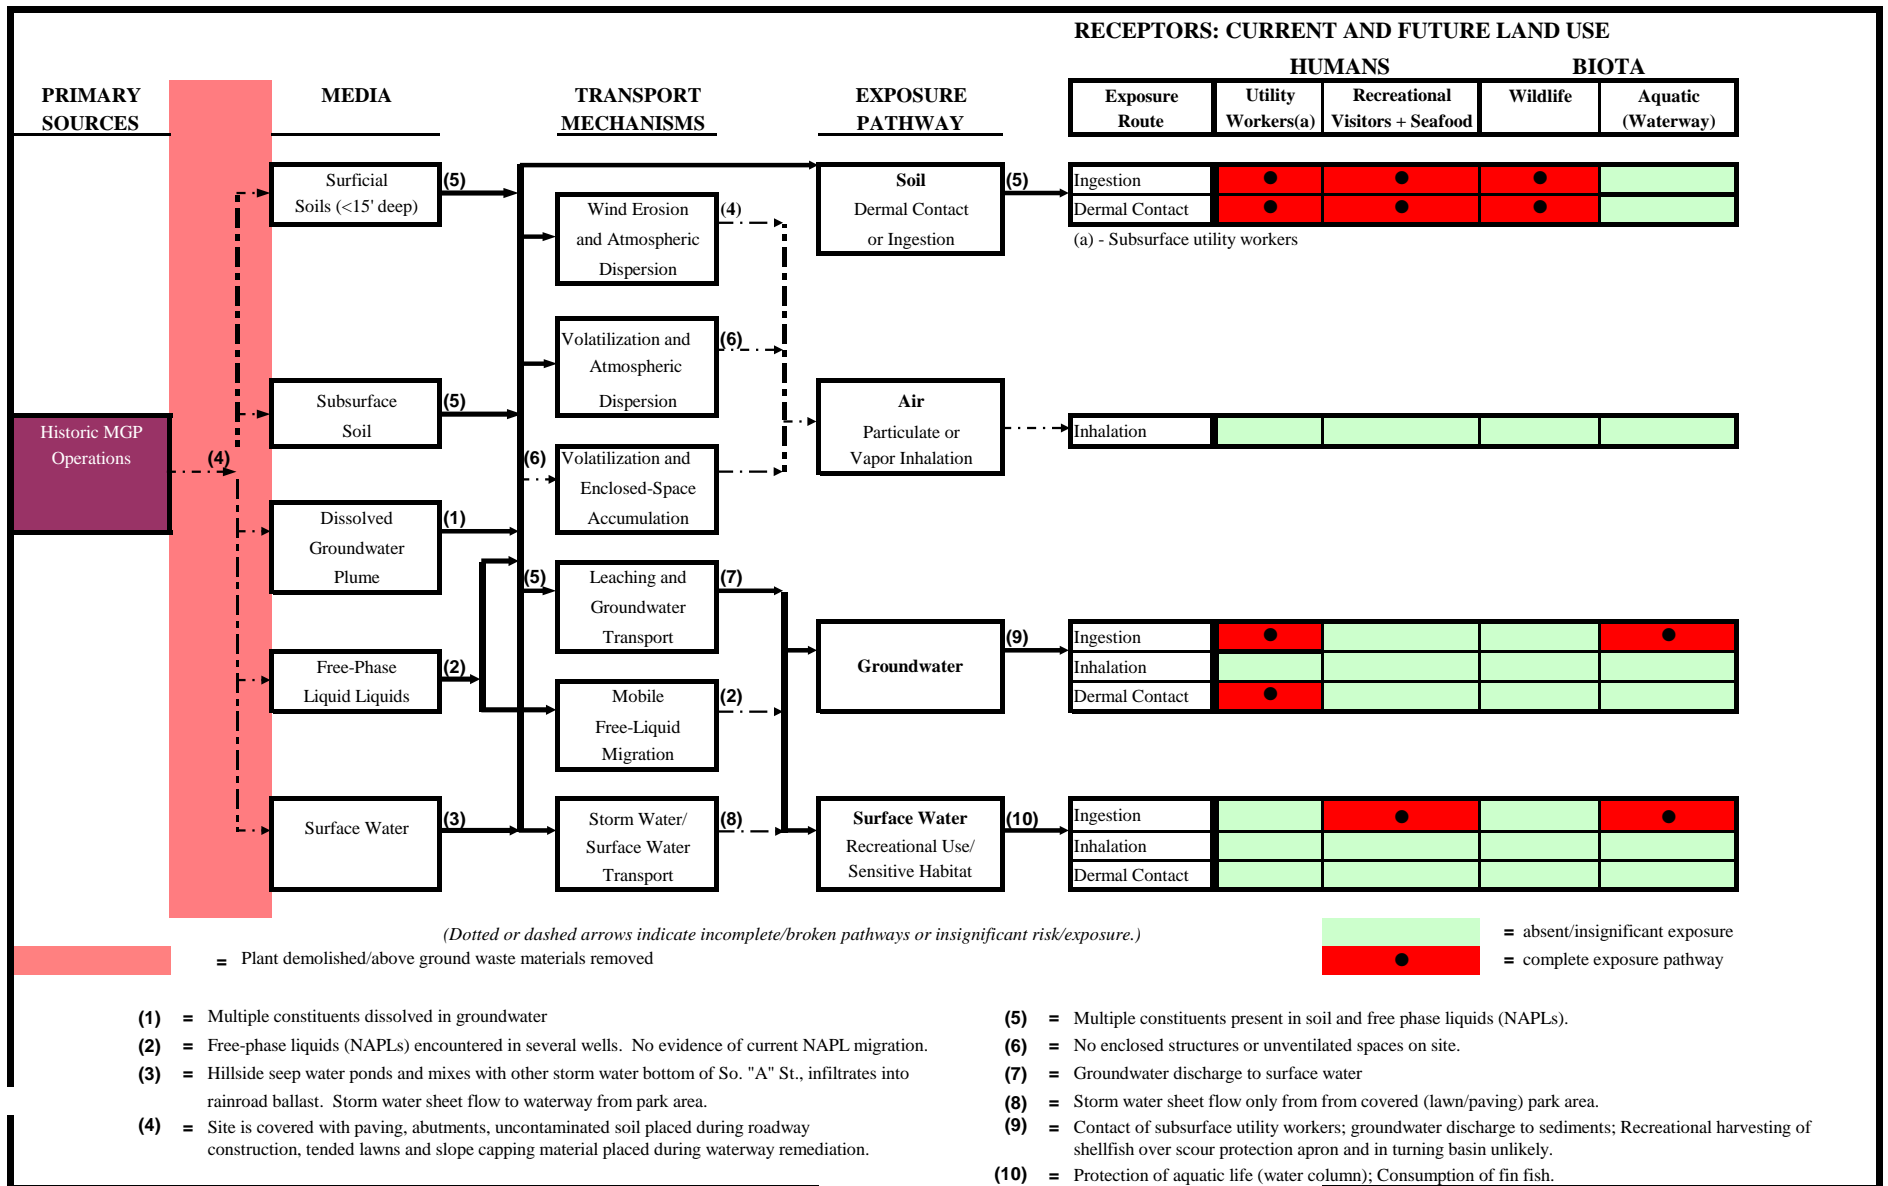 RECEPTORS: CURRENT AND FUTURE LAND USE
HUMANS BIOTA
PRIMARY SOURCES
MEDIA
TRANSPORT MECHANISMS
EXPOSURE PATHWAY
Exposure Route
Utility Workers(a)
Recreational Visitors + Seafood
Wildlife
Aquatic (Waterway)
Historic MGP
Operations
(4)
Surficial
Soils (<15' deep)
(5)
Subsurface
Soil
(5)
Dissolved
Groundwater
Plume
(1)
Free-Phase
Liquid Liquids
(2)
Surface Water
(3)
Wind Erosion
and Atmospheric
Dispersion
(4)
Volatilization and
Atmospheric
Dispersion
(6)
(6)
Volatilization and
Enclosed-Space
Accumulation
(5)
Leaching and
Groundwater
Transport
(7)
Mobile
Free-Liquid
Migration
(2)
Storm Water/
Surface Water
Transport
(8)
Soil
Dermal Contact
or Ingestion
(5)
Air
Particulate or
Vapor Inhalation
Groundwater
(9)
Surface Water
Recreational Use/
Sensitive Habitat
(10)
Ingestion
Dermal Contact
(a) - Subsurface utility workers
Inhalation
Ingestion
Inhalation
Dermal Contact
Ingestion
Inhalation
Dermal Contact
(Dotted or dashed arrows indicate incomplete/broken pathways or insignificant risk/exposure.)
= Plant demolished/above ground waste materials removed
= absent/insignificant exposure
= complete exposure pathway
(1) = Multiple constituents dissolved in groundwater
(2) = Free-phase liquids (NAPLs) encountered in several wells. No evidence of current NAPL migration.
(3) = Hillside seep water ponds and mixes with other storm water bottom of So. "A" St., infiltrates into
rainroad ballast. Storm water sheet flow to waterway from park area.
(4) = Site is covered with paving, abutments, uncontaminated soil placed during roadway
construction, tended lawns and slope capping material placed during waterway remediation.
(5) = Multiple constituents present in soil and free phase liquids (NAPLs).
(6) = No enclosed structures or unventilated spaces on site.
(7) = Groundwater discharge to surface water
(8) = Storm water sheet flow only from from covered (lawn/paving) park area.
(9) = Contact of subsurface utility workers; groundwater discharge to sediments; Recreational harvesting of
shellfish over scour protection apron and in turning basin unlikely.
(10) = Protection of aquatic life (water column); Consumption of fin fish.